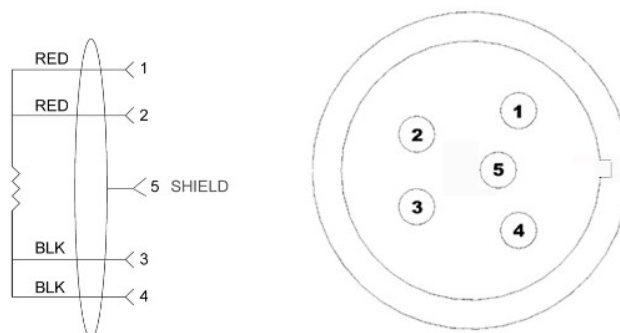 RED 1
RED 2
5 SHIELD
BLK 3
BLK 4
1
2
5
3
4